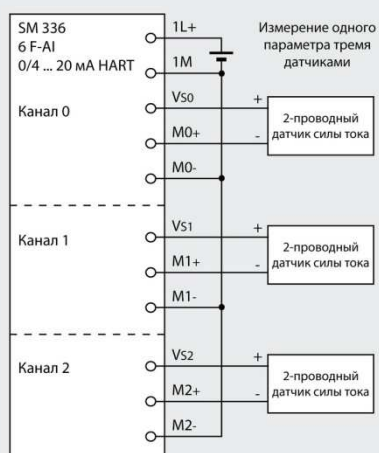 SM 336
6 F-AI
0/4 ... 20 мА HART
1L+
1M
Измерение одного
параметра тремя
датчиками
Канал 0
Vs0
M0+
M0-
+
-
2-проводный
датчик силы тока
Канал 1
Vs1
M1+
M1-
+
-
2-проводный
датчик силы тока
Канал 2
Vs2
M2+
M2-
+
-
2-проводный
датчик силы тока